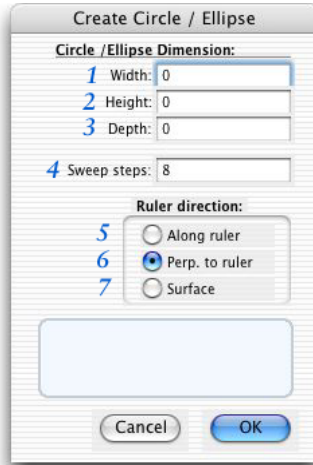 Create Circle / Ellipse
Circle /Ellipse Dimension:
1 Width: 0
2 Height: 0
3 Depth: 0
4 Sweep steps: 8
Ruler direction:
5 Along ruler
6 Perp. to ruler
7 Surface
Cancel OK